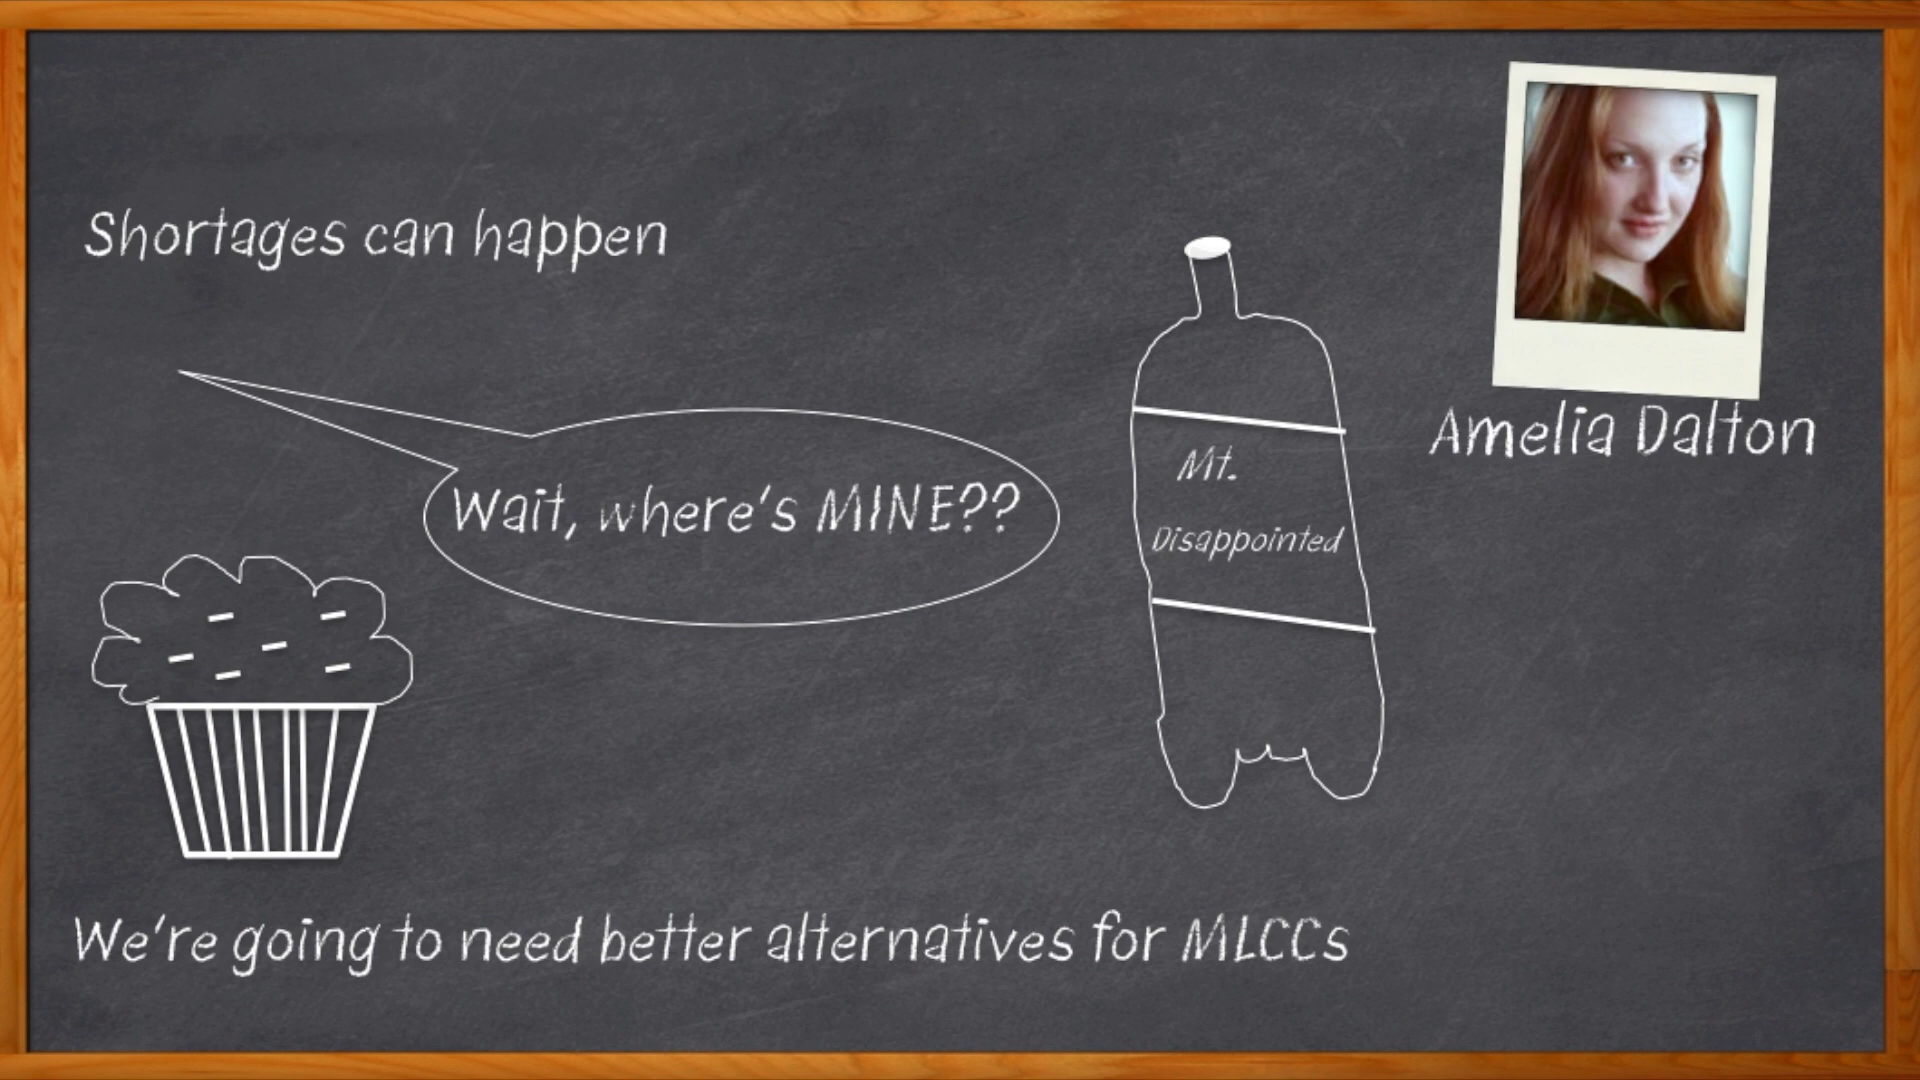 Shortages can happen
Wait, where's MINE??
Mt.
Disappointed
Amelia Dalton
We're going to need better alternatives for MLCCs